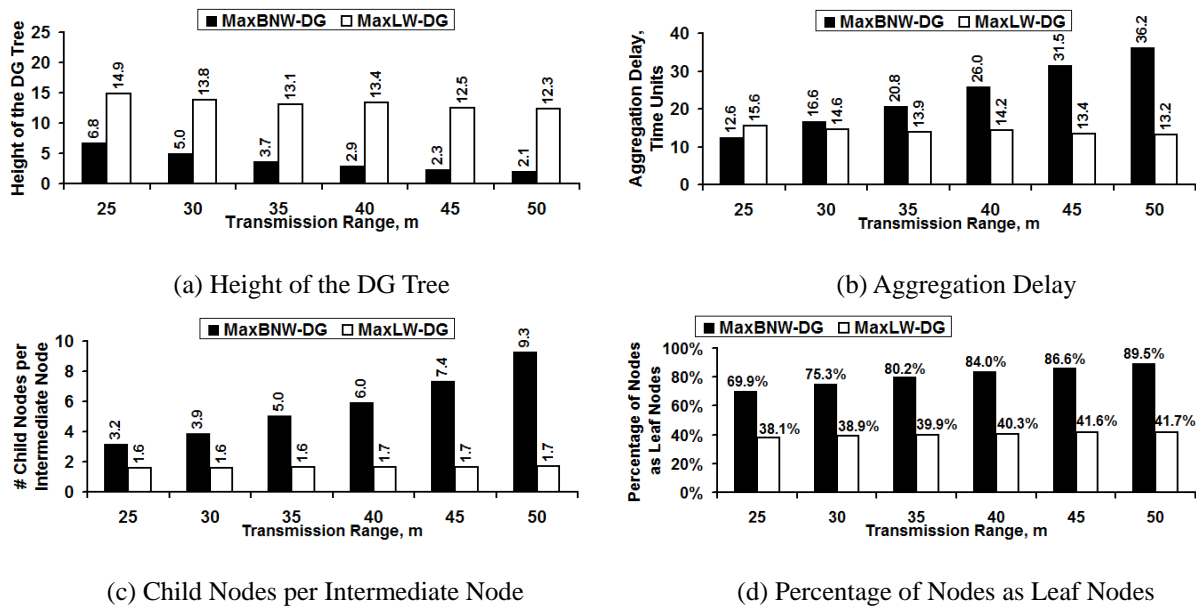 MaxBNW-DG MaxLW-DG
Height of the DG Tree
25
20
15
10
5
0
6.8 14.9 5.0 13.8 3.7 13.1 2.9 13.4 2.3 12.5 2.1 12.3
25 30 35 40 45 50
Transmission Range, m
(a) Height of the DG Tree
MaxBNW-DG MaxLW-DG
Aggregation Delay,
Time Units
40
30
20
10
0
12.6 15.6 16.6 14.6 20.8 13.9 26.0 14.2 31.5 13.4 36.2 13.2
25 30 35 40 45 50
Transmission Range, m
(b) Aggregation Delay
MaxBNW-DG MaxLW-DG
# Child Nodes per
Intermediate Node
10
8
6
4
2
0
3.2 1.6 3.9 1.6 5.0 1.6 6.0 1.7 7.4 1.7 9.3 1.7
25 30 35 40 45 50
Transmission Range, m
(c) Child Nodes per Intermediate Node
MaxBNW-DG MaxLW-DG
Percentage of Nodes
as Leaf Nodes
100%
80%
60%
40%
20%
0%
69.9% 38.1% 75.3% 38.9% 80.2% 39.9% 84.0% 40.3% 86.6% 41.6% 89.5% 41.7%
25 30 35 40 45 50
Transmission Range, m
(d) Percentage of Nodes as Leaf Nodes